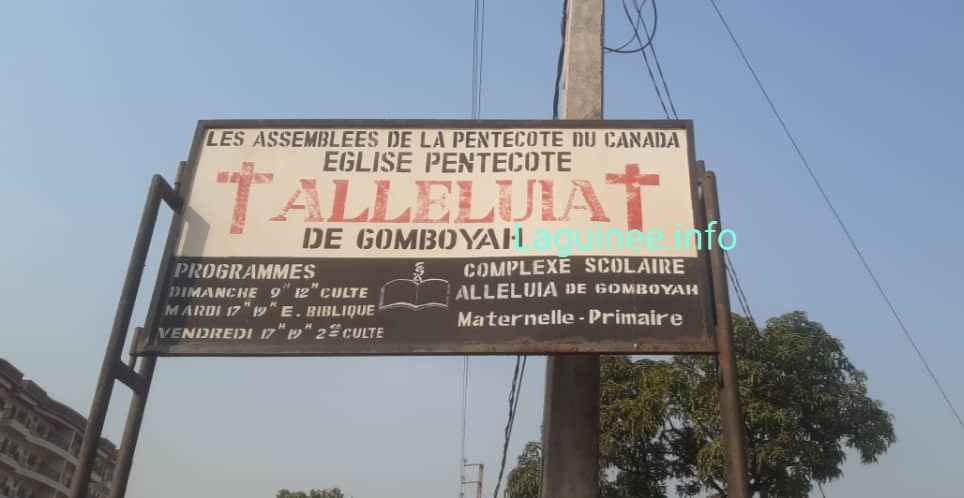 LES ASSEMBLEES DE LA PENTECOTE DU CANADA
EGLISE PENTECOTE
ALLELUIA
DE GOMBOYAH
Laguinee.info
PROGRAMMES
DIMANCHE 9H 12H CULTE
MARDI 17H 19H E. BIBLIQUE
VENDREDI 17H 19H 2È CULTE
COMPLEXE SCOLAIRE
ALLELUIA DE GOMBOYAH
Maternelle - Primaire